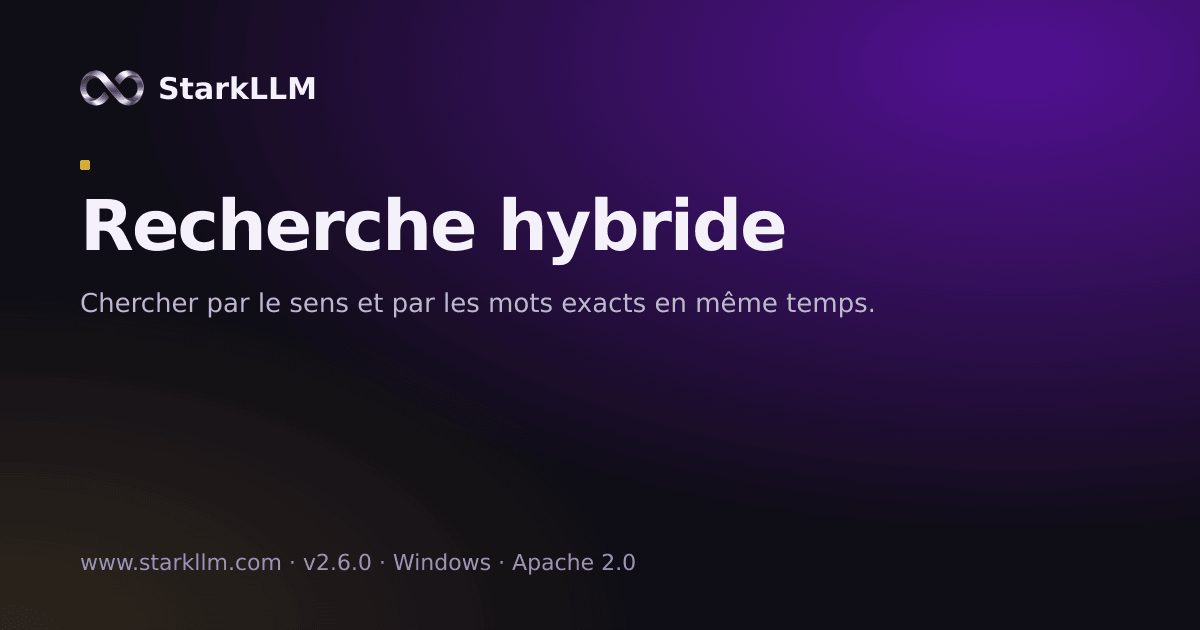 StarkLLM
Recherche hybride
Chercher par le sens et par les mots exacts en même temps.
www.starkllm.com · v2.6.0 · Windows · Apache 2.0